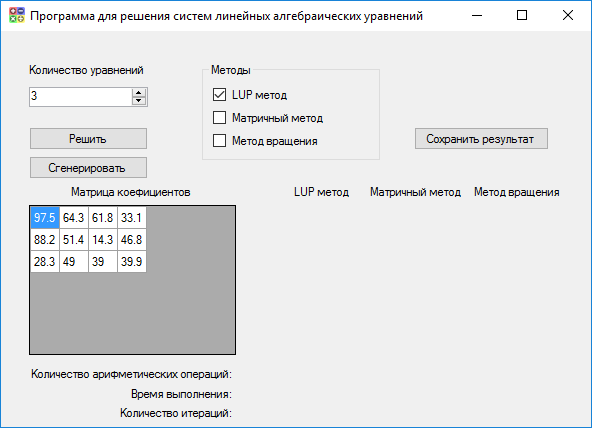 Программа для решения систем линейных алгебраических уравнений
Количество уравнений
3
Методы
LUP метод
Матричный метод
Метод вращения
Решить
Сгенерировать
Сохранить результат
Матрица коефициентов
LUP метод Матричный метод Метод вращения
97.5 64.3 61.8 33.1
88.2 51.4 14.3 46.8
28.3 49 39 39.9
Количество арифметических операций:
Время выполнения:
Количество итераций: